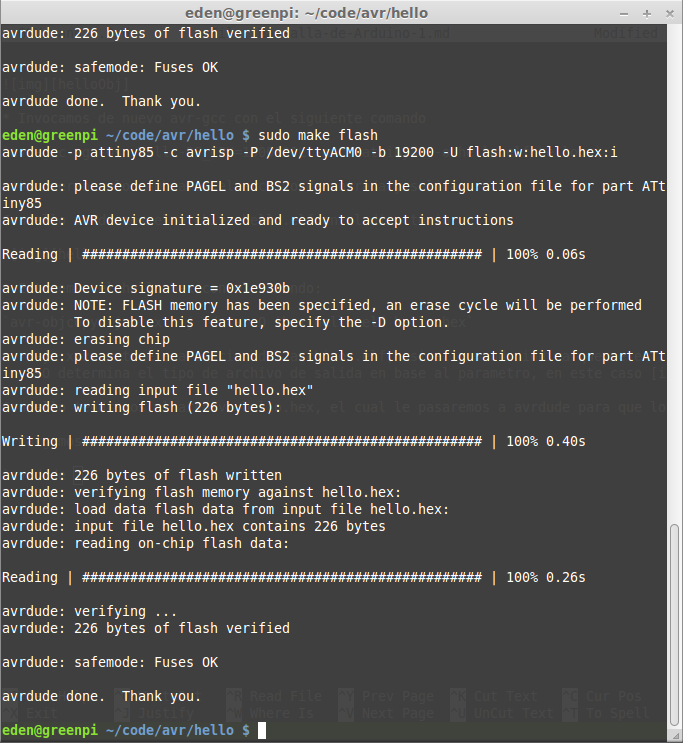 eden@greenpi: ~/code/avr/hello
avrdude: 226 bytes of flash verified
avrdude: safemode: Fuses OK
avrdude done.  Thank you.
eden@greenpi ~/code/avr/hello $ sudo make flash
avrdude -p attiny85 -c avrisp -P /dev/ttyACM0 -b 19200 -U flash:w:hello.hex:i
avrdude: please define PAGEL and BS2 signals in the configuration file for part ATt
iny85
avrdude: AVR device initialized and ready to accept instructions
Reading | ################################################## | 100% 0.06s
avrdude: Device signature = 0x1e930b
avrdude: NOTE: FLASH memory has been specified, an erase cycle will be performed
         To disable this feature, specify the -D option.
avrdude: erasing chip
avrdude: please define PAGEL and BS2 signals in the configuration file for part ATt
iny85
avrdude: reading input file "hello.hex"
avrdude: writing flash (226 bytes):
Writing | ################################################## | 100% 0.40s
avrdude: 226 bytes of flash written
avrdude: verifying flash memory against hello.hex:
avrdude: load data flash data from input file hello.hex:
avrdude: input file hello.hex contains 226 bytes
avrdude: reading on-chip flash data:
Reading | ################################################## | 100% 0.26s
avrdude: verifying ...
avrdude: 226 bytes of flash verified
avrdude: safemode: Fuses OK
avrdude done.  Thank you.
eden@greenpi ~/code/avr/hello $